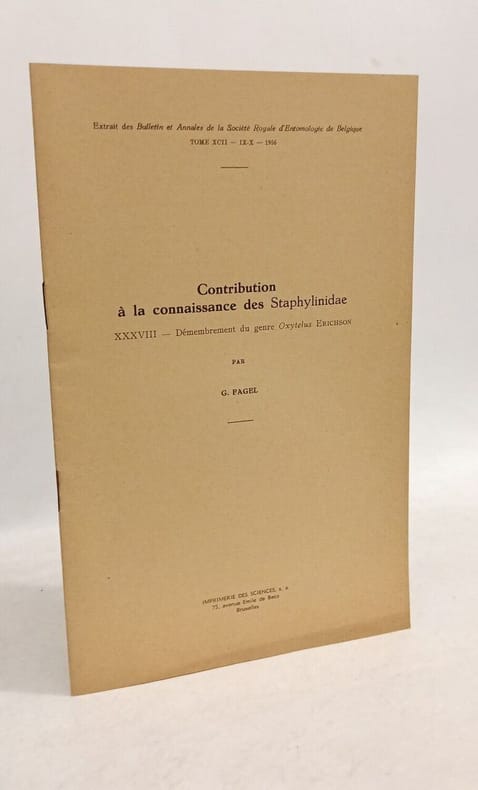 Extrait des Bulletin et Annales de la Société Royale d'Entomologie de Belgique
TOME XCII — IX-X — 1956
Contribution
à la connaissance des Staphylinidae
XXXVIII — Démembrement du genre Oxytelus ERICHSON
PAR
G. FAGEL
IMPRIMERIE DES SCIENCES, s. a.
75, avenue Emile de Beco
Bruxelles